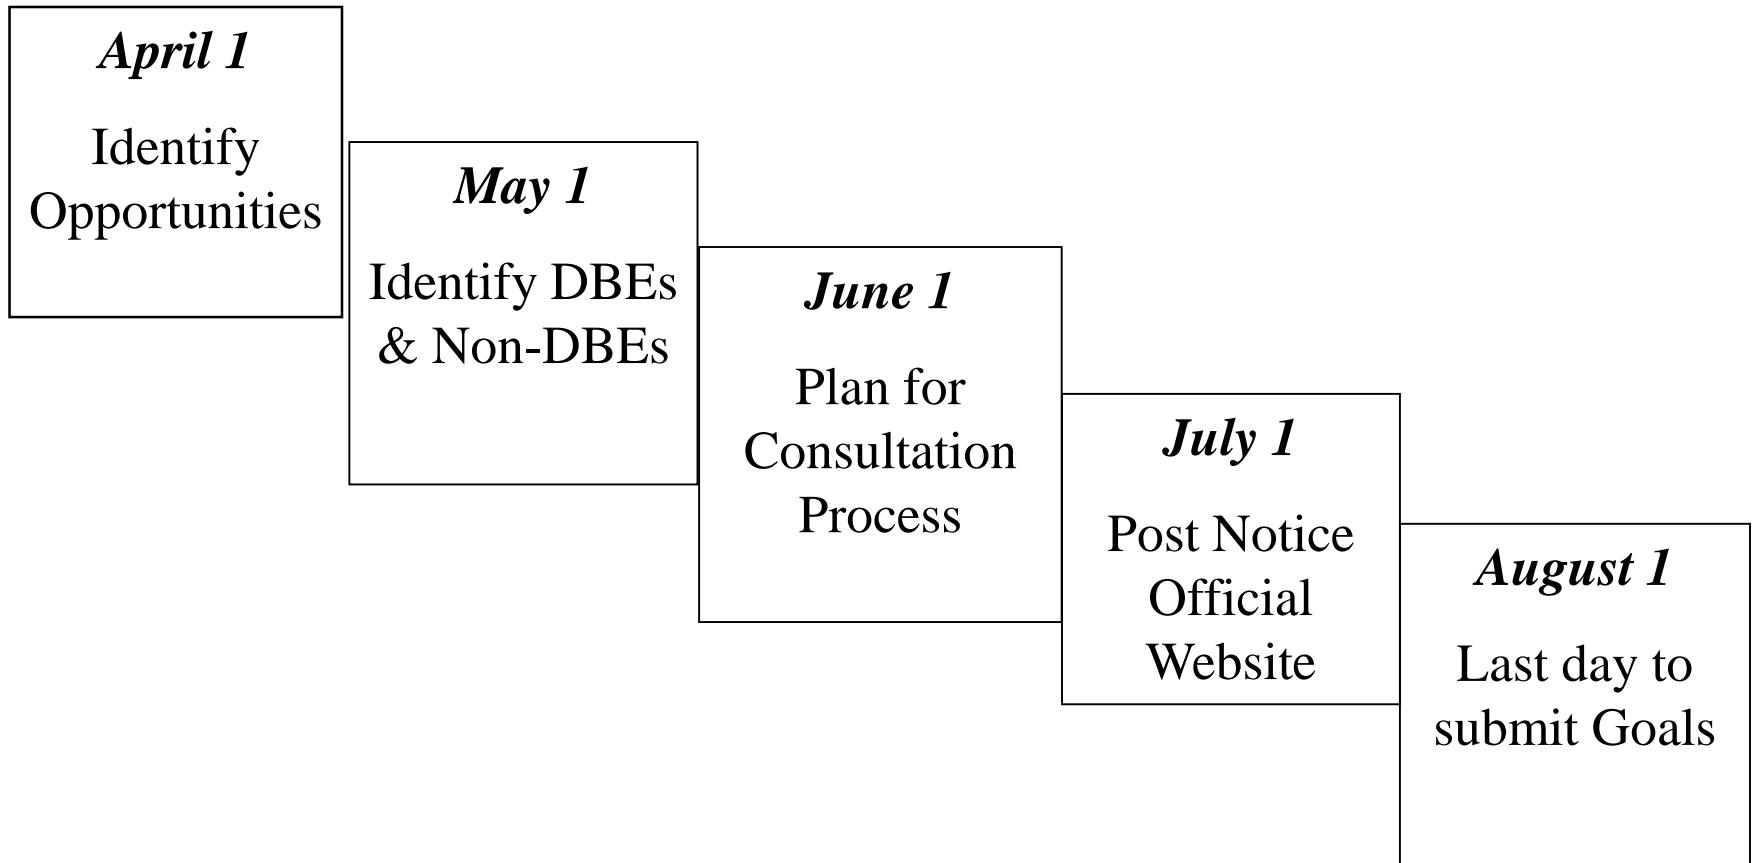 April 1
Identify
Opportunities
May 1
Identify DBEs
& Non-DBEs
June 1
Plan for
Consultation
Process
July 1
Post Notice
Official
Website
August 1
Last day to
submit Goals